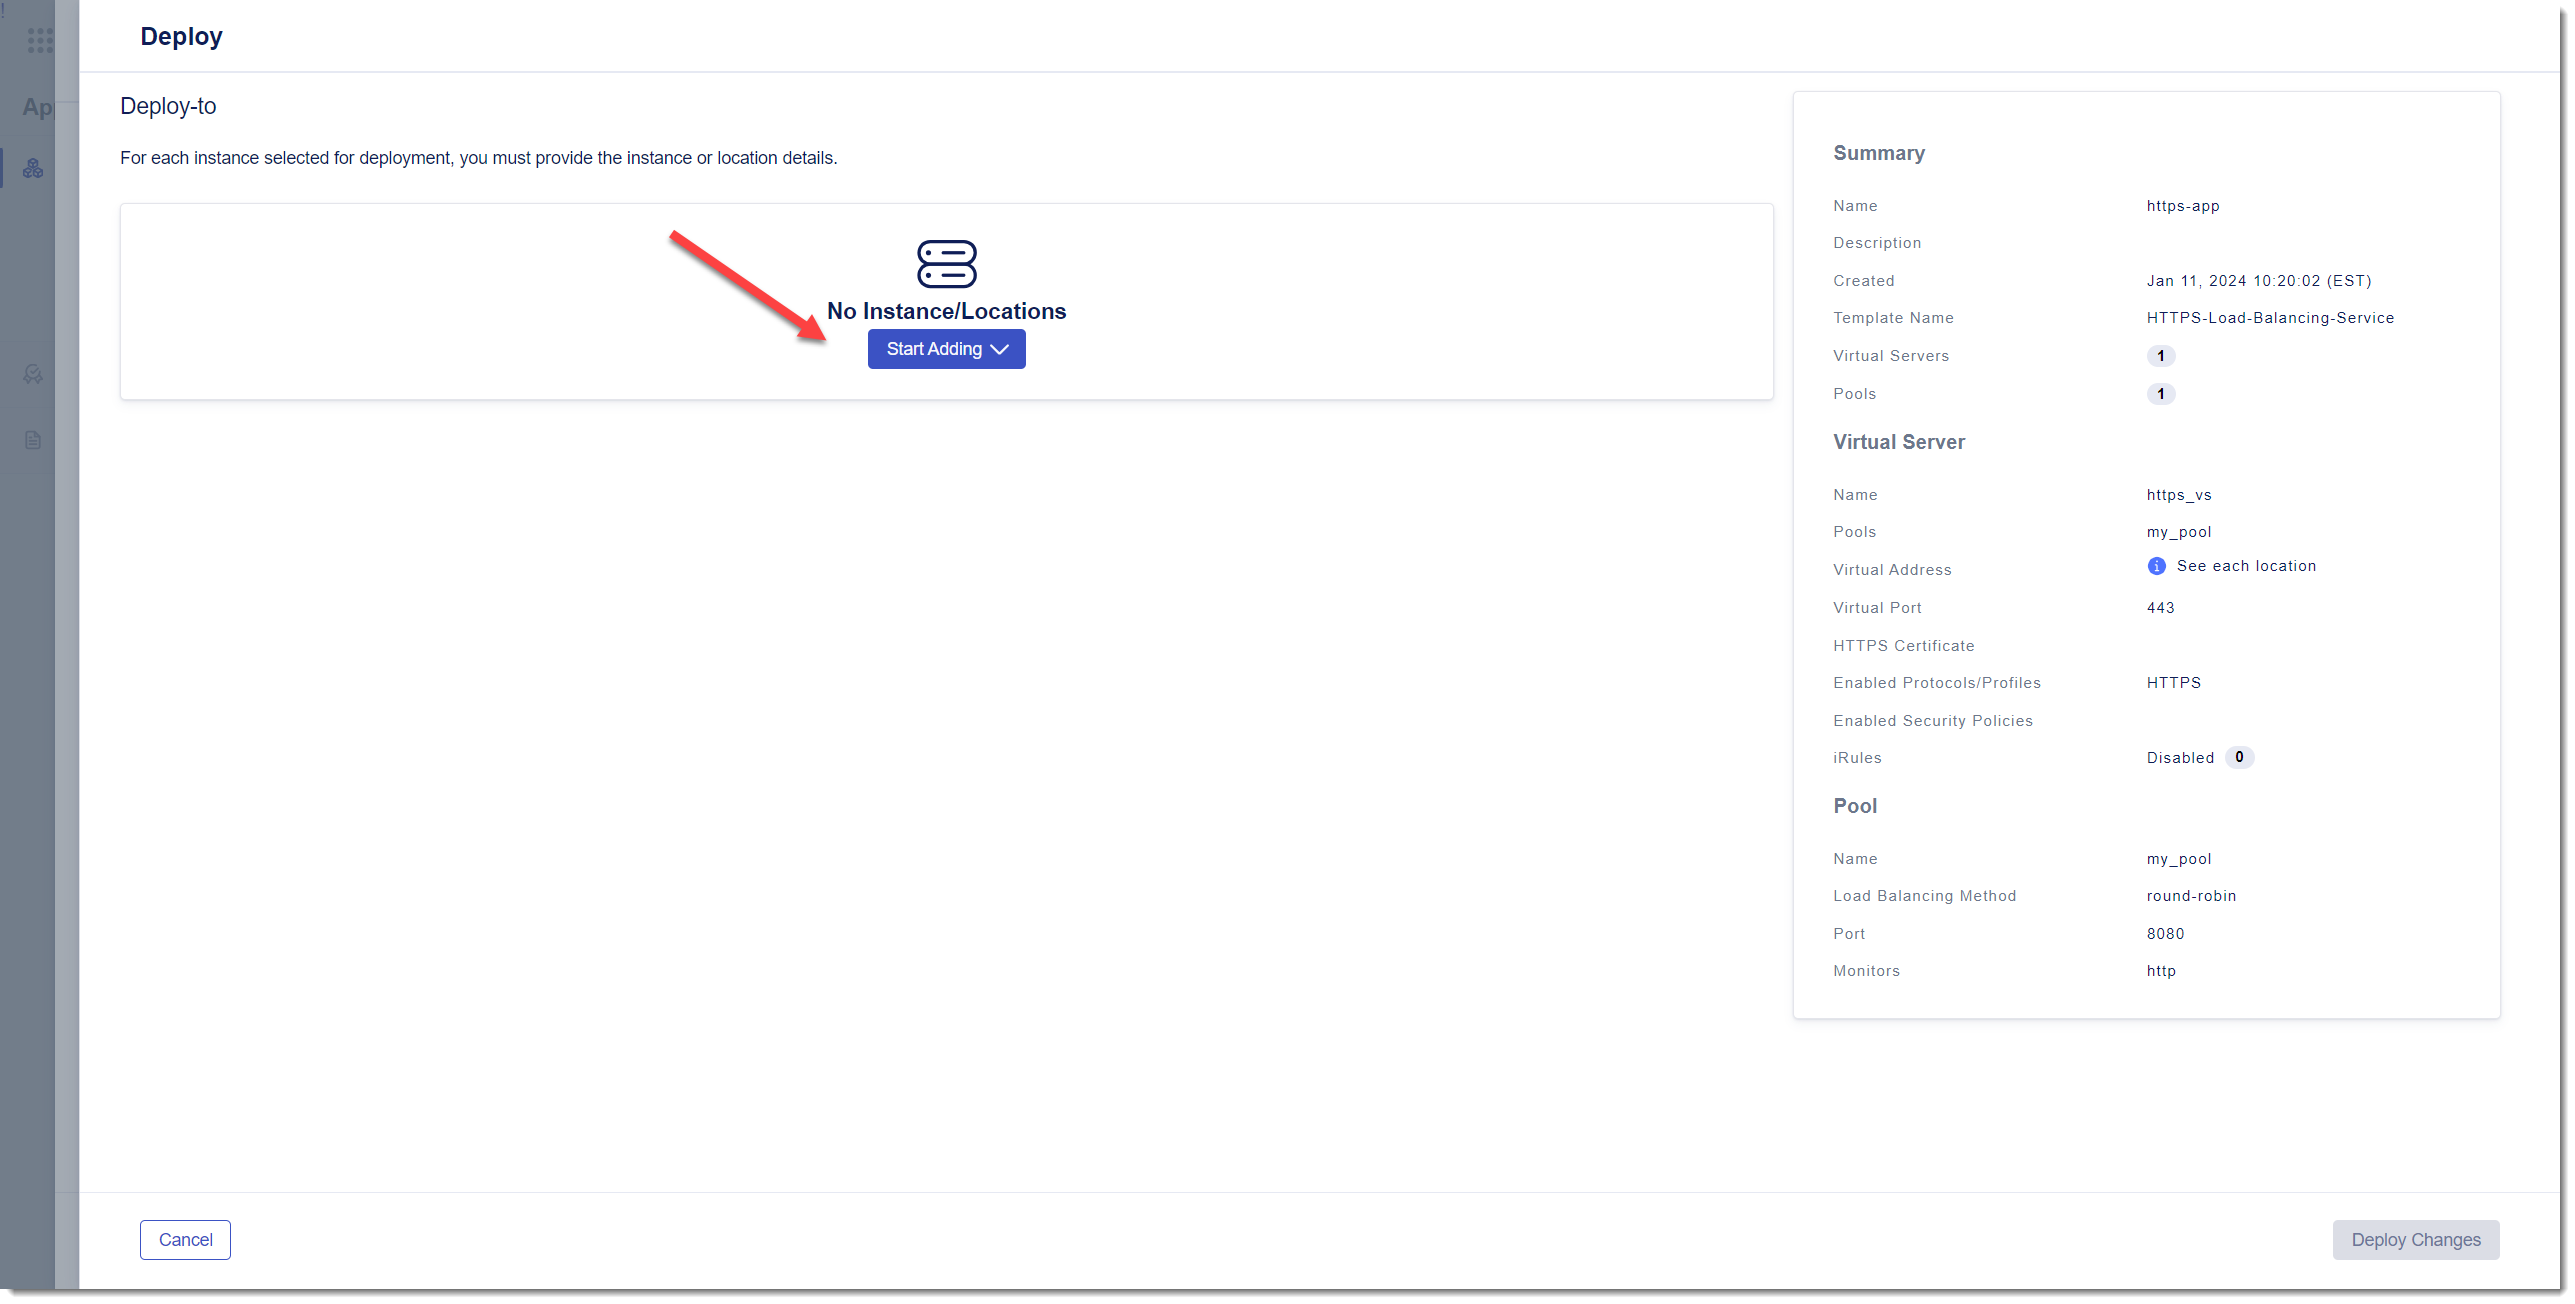 !
Deploy
Ap
Deploy-to
For each instance selected for deployment, you must provide the instance or location details.
No Instance/Locations
Start Adding
Summary
Name https-app
Description
Created Jan 11, 2024 10:20:02 (EST)
Template Name HTTPS-Load-Balancing-Service
Virtual Servers 1
Pools 1
Virtual Server
Name https_vs
Pools my_pool
Virtual Address i See each location
Virtual Port 443
HTTPS Certificate
Enabled Protocols/Profiles HTTPS
Enabled Security Policies
iRules Disabled 0
Pool
Name my_pool
Load Balancing Method round-robin
Port 8080
Monitors http
Cancel
Deploy Changes